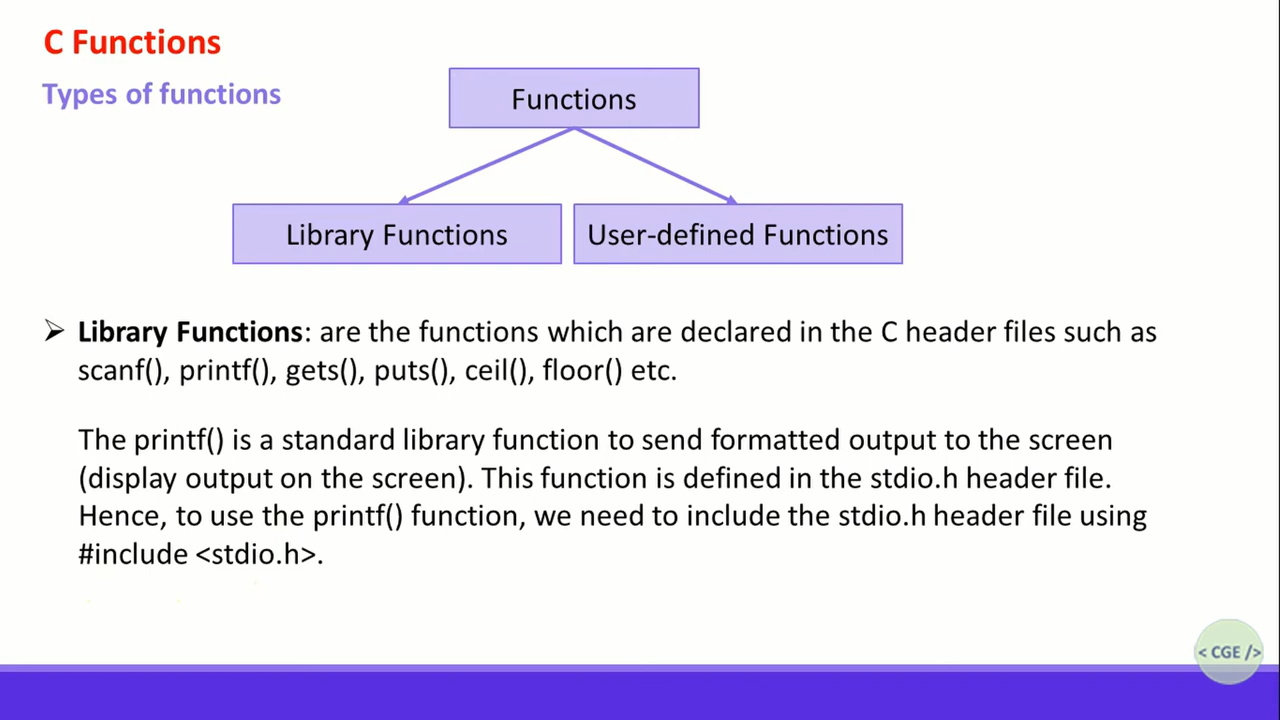 C Functions
Types of functions
Functions
Library Functions
User-defined Functions
➢ Library Functions: are the functions which are declared in the C header files such as
scanf(), printf(), gets(), puts(), ceil(), floor() etc.
The printf() is a standard library function to send formatted output to the screen
(display output on the screen). This function is defined in the stdio.h header file.
Hence, to use the printf() function, we need to include the stdio.h header file using
#include <stdio.h>.
< CGE />